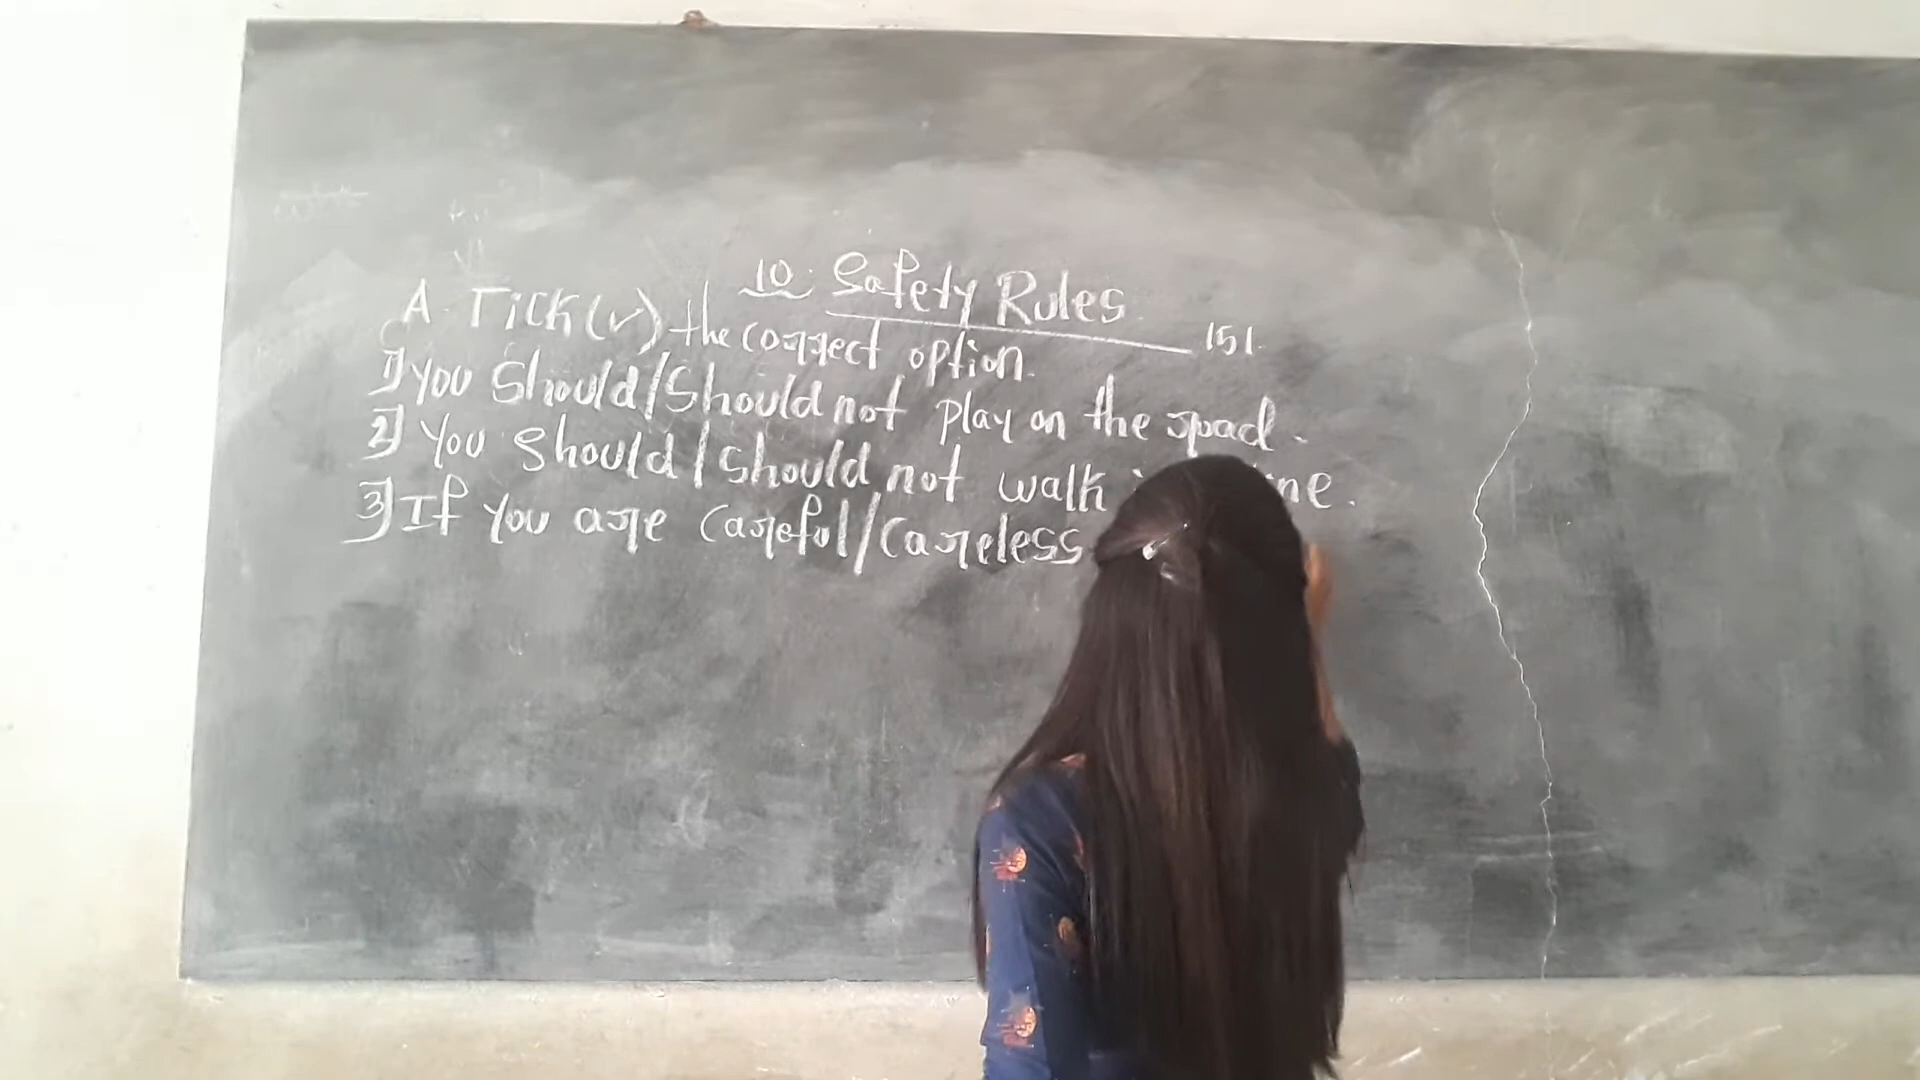 10. Safety Rules
151.
A. Tick (✓) the correct option.
1] you should/should not play on the road.
2] You should/should not walk
3] If you are careful/careless